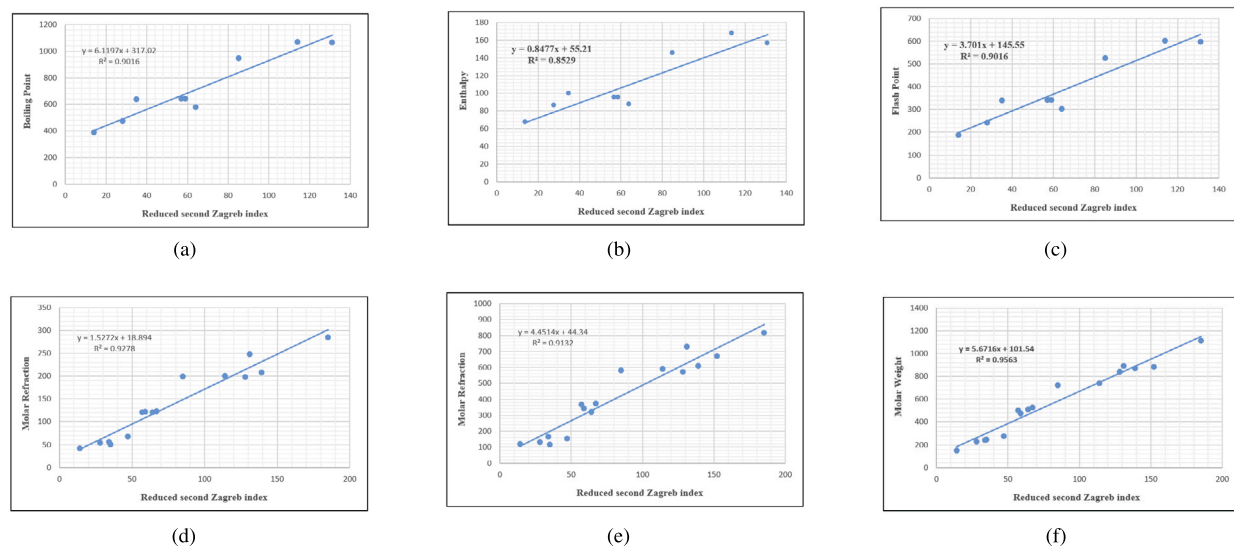 1200
1000
800
600
400
200
0
Boiling Point
y = 6.1197x + 317.02
R² = 0.9016
0 20 40 60 80 100 120 140
Reduced second Zagreb index
(a)
180
160
140
120
100
80
60
40
20
0
Enthalpy
y = 0.8477x + 55.21
R² = 0.8529
0 20 40 60 80 100 120 140
Reduced second Zagreb index
(b)
700
600
500
400
300
200
100
0
Flash Point
y = 3.701x + 145.55
R² = 0.9016
0 20 40 60 80 100 120 140
Reduced second Zagreb index
(c)
350
300
250
200
150
100
50
0
Molar Refraction
y = 1.5272x + 18.894
R² = 0.9278
0 50 100 150 200
Reduced second Zagreb index
(d)
1000
900
800
700
600
500
400
300
200
100
0
Molar Refraction
y = 4.4514x + 44.34
R² = 0.9132
0 50 100 150 200
Reduced second Zagreb index
(e)
1400
1200
1000
800
600
400
200
0
Molar Weight
y = 5.6716x + 101.54
R² = 0.9563
0 50 100 150 200
Reduced second Zagreb index
(f)